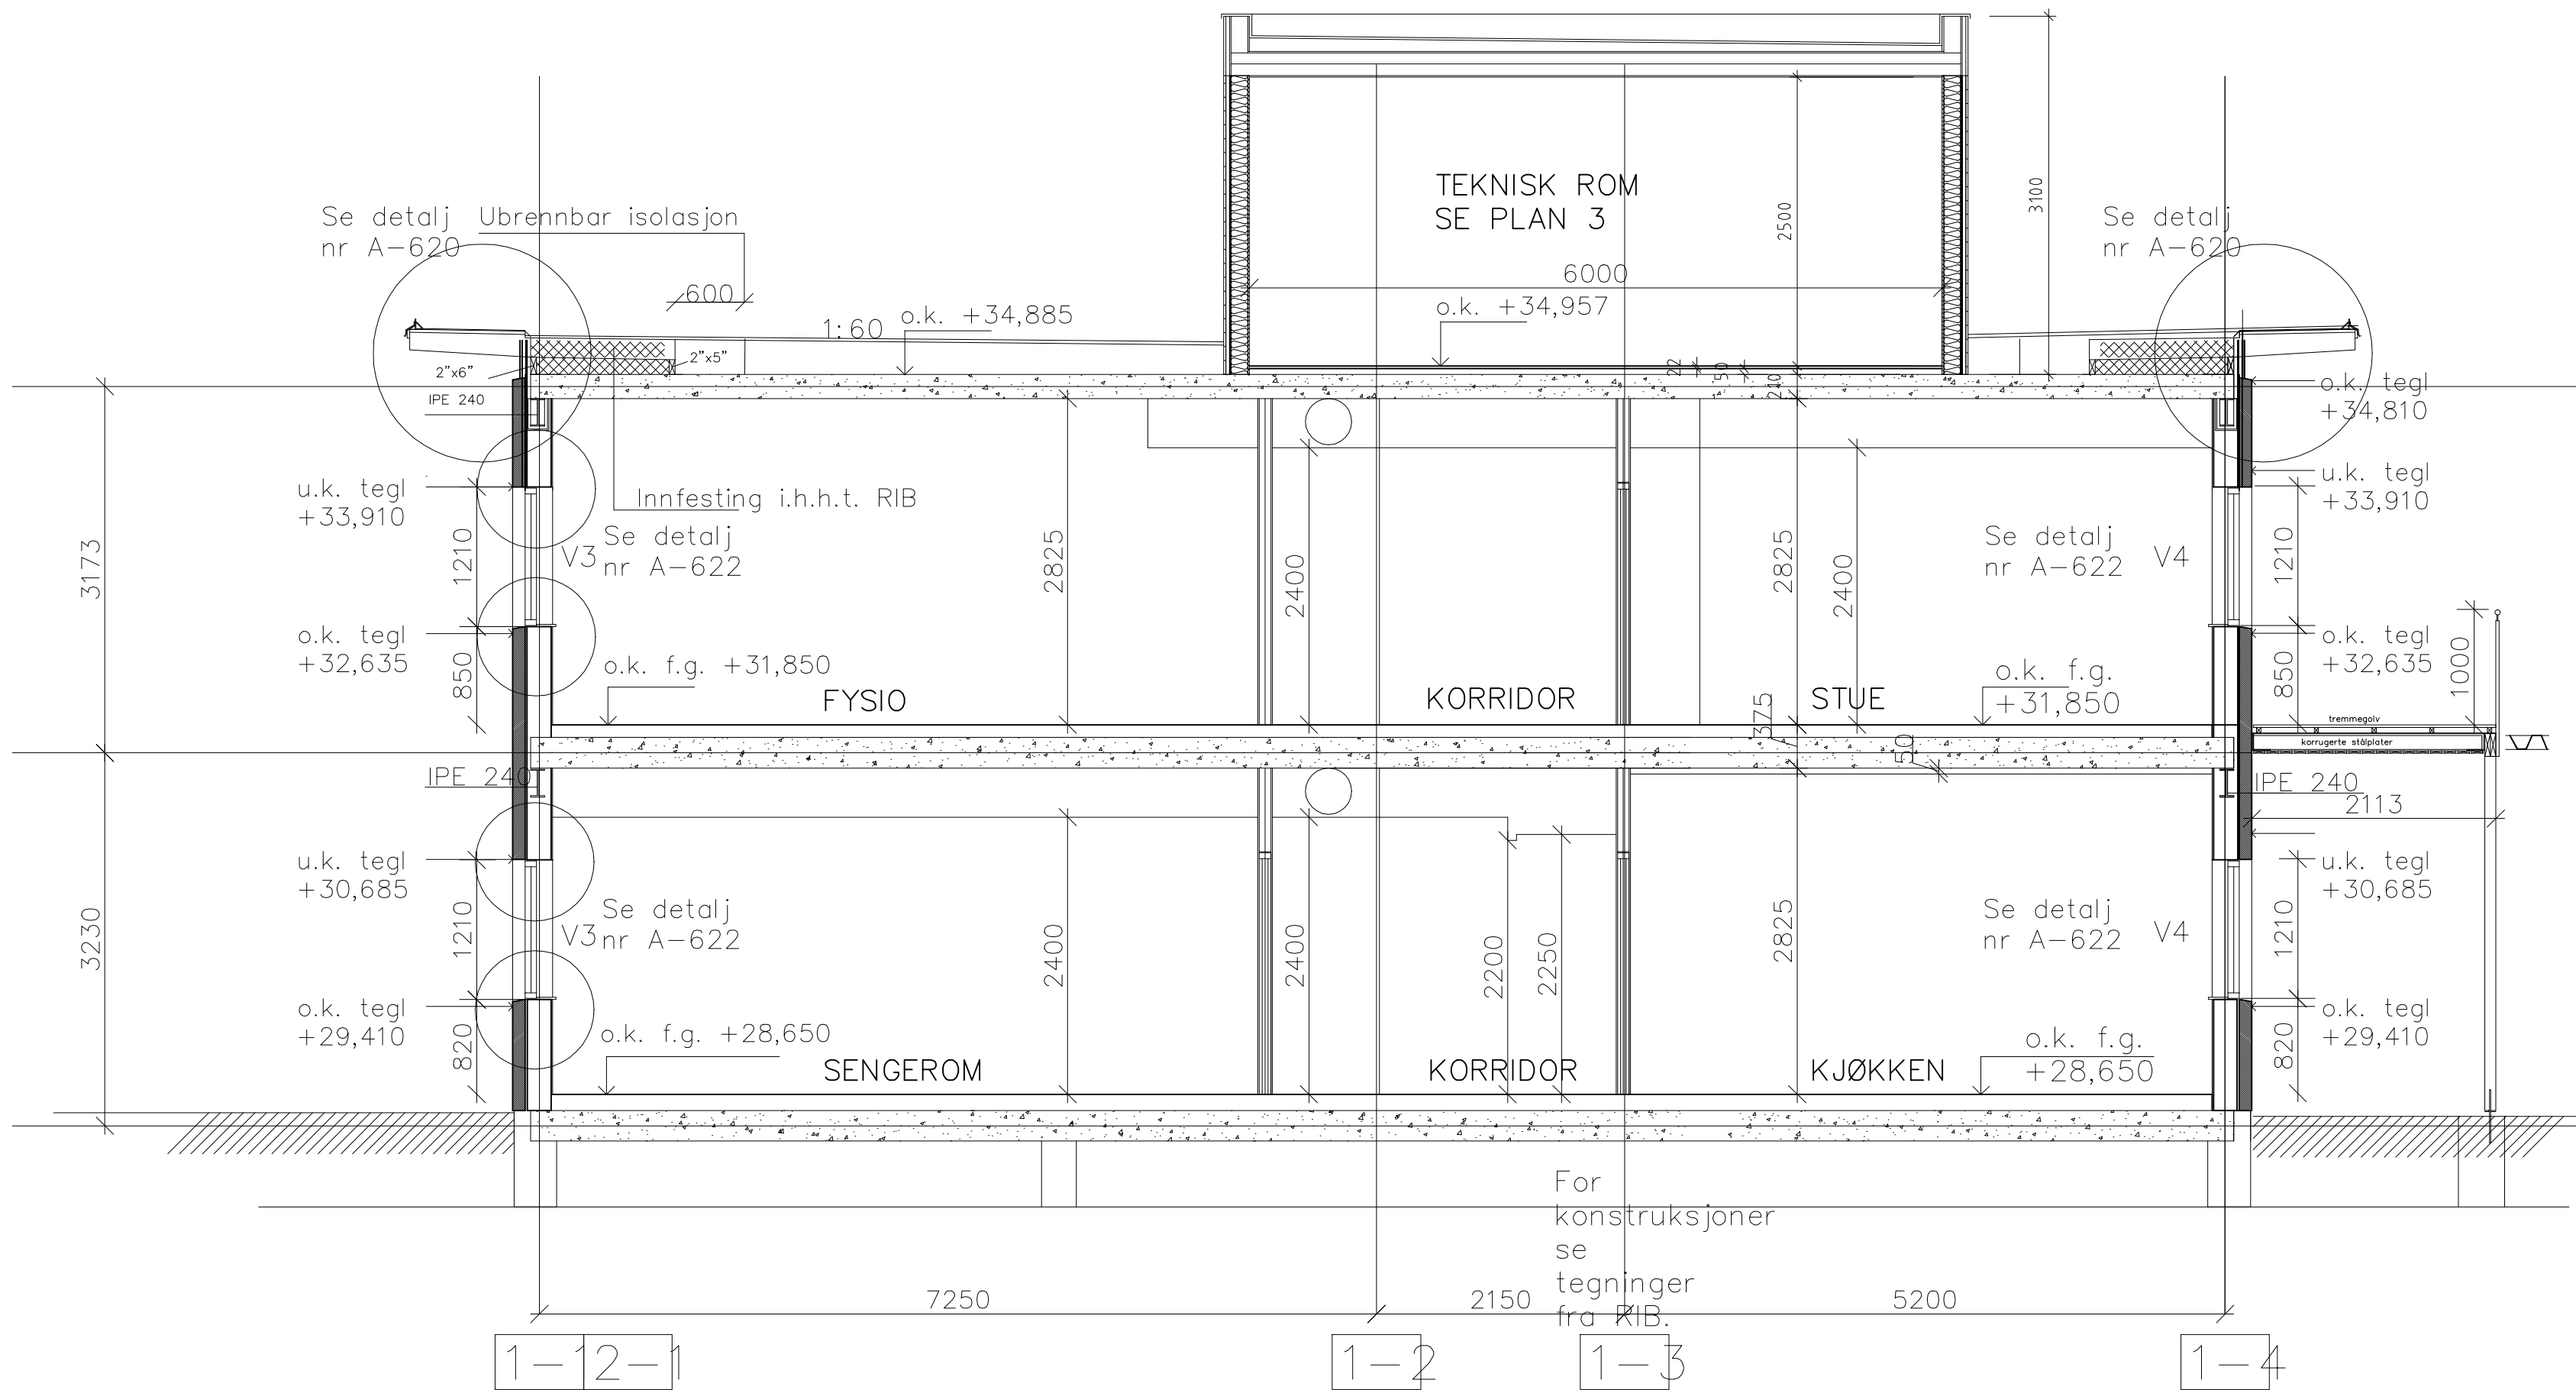 TEKNISK ROM
SE PLAN 3
3100
2500
6000
o.k. +34,957
Se detalj
nr A-620
Ubrennbar isolasjon
600
1:60
o.k. +34,885
Se detalj
nr A-620
2"x6"
2"x5"
IPE 240
22
50
240
o.k. tegl
+34,810
u.k. tegl
+33,910
Innfesting i.h.h.t. RIB
u.k. tegl
+33,910
3173
1210
V3
Se detalj
nr A-622
2825
2400
2825
2400
Se detalj
nr A-622
V4
1210
o.k. tegl
+32,635
850
o.k. f.g. +31,850
FYSIO
KORRIDOR
STUE
o.k. f.g.
+31,850
o.k. tegl
+32,635
850
1000
375
tremmegolv
korrugerte stålplater
50
IPE 240
IPE 240
2113
u.k. tegl
+30,685
u.k. tegl
+30,685
3230
1210
V3
Se detalj
nr A-622
2400
2400
2200
2250
2825
Se detalj
nr A-622
V4
1210
o.k. tegl
+29,410
820
o.k. f.g. +28,650
SENGEROM
KORRIDOR
KJØKKEN
o.k. f.g.
+28,650
o.k. tegl
+29,410
820
For
konstruksjoner
se
tegninger
fra RIB.
7250
2150
5200
1-1
2-1
1-2
1-3
1-4